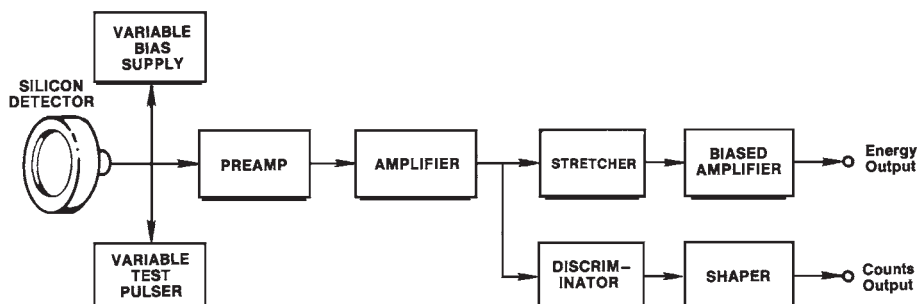 VARIABLE
BIAS
SUPPLY
SILICON
DETECTOR
PREAMP
AMPLIFIER
STRETCHER
BIASED
AMPLIFIER
Energy
Output
VARIABLE
TEST
PULSER
DISCRIM–
INATOR
SHAPER
Counts
Output